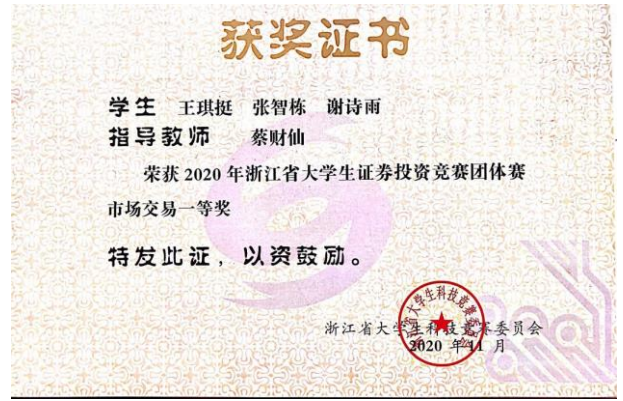 获奖证书
学生 王琪挺 张智栋 谢诗雨
指导教师 蔡财仙
荣获 2020 年浙江省大学生证券投资竞赛团体赛
市场交易一等奖
特发此证，以资鼓励。
浙江省大学生科技竞赛委员会
2020 年11 月